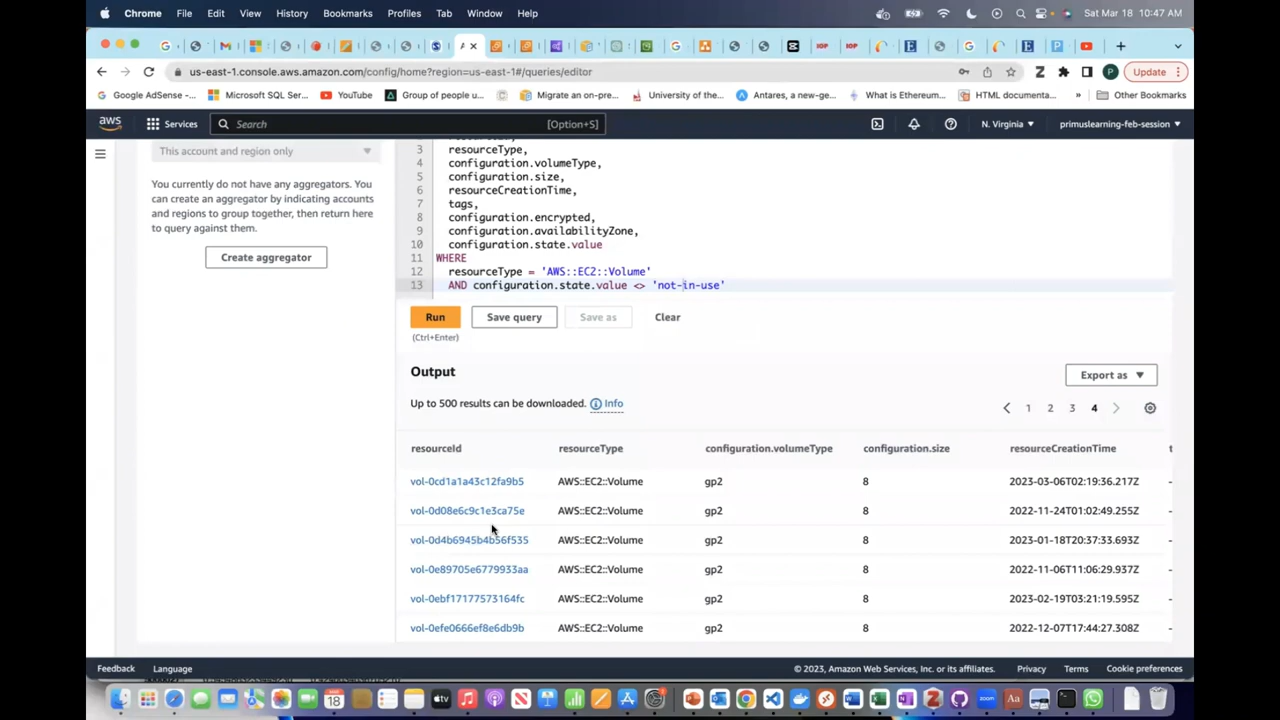 Chrome File Edit View History Bookmarks Profiles Tab Window Help Sat Mar 18 10:47 AM
us-east-1.console.aws.amazon.com/config/home?region=us-east-1#/queries/editor Update
Google AdSense -... Microsoft SQL Ser... YouTube Group of people u... Migrate an on-pre... University of the... Antares, a new-ge... What is Ethereum... HTML documenta... » Other Bookmarks
aws Services Search [Option+S] N. Virginia primuslearning-feb-session
This account and region only
You currently do not have any aggregators. You
can create an aggregator by indicating accounts
and regions to group together, then return here
to query against them.
Create aggregator
3 resourceType,
4 configuration.volumeType,
5 configuration.size,
6 resourceCreationTime,
7 tags,
8 configuration.encrypted,
9 configuration.availabilityZone,
10 configuration.state.value
11 WHERE
12 resourceType = 'AWS::EC2::Volume'
13 AND configuration.state.value <> 'not-in-use'
Run Save query Save as Clear
(Ctrl+Enter)
Output Export as
Up to 500 results can be downloaded. Info
1 2 3 4
resourceId resourceType configuration.volumeType configuration.size resourceCreationTime t
vol-0cd1a1a43c12fa9b5 AWS::EC2::Volume gp2 8 2023-03-06T02:19:36.217Z -
vol-0d08e6c9c1e3ca75e AWS::EC2::Volume gp2 8 2022-11-24T01:02:49.255Z -
vol-0d4b6945b4b56f535 AWS::EC2::Volume gp2 8 2023-01-18T20:37:33.693Z -
vol-0e89705e6779933aa AWS::EC2::Volume gp2 8 2022-11-06T11:06:29.937Z -
vol-0ebf17177573164fc AWS::EC2::Volume gp2 8 2023-02-19T03:21:19.595Z -
vol-0efe0666ef8e6db9b AWS::EC2::Volume gp2 8 2022-12-07T17:44:27.308Z -
Feedback Language © 2023, Amazon Web Services, Inc. or its affiliates. Privacy Terms Cookie preferences